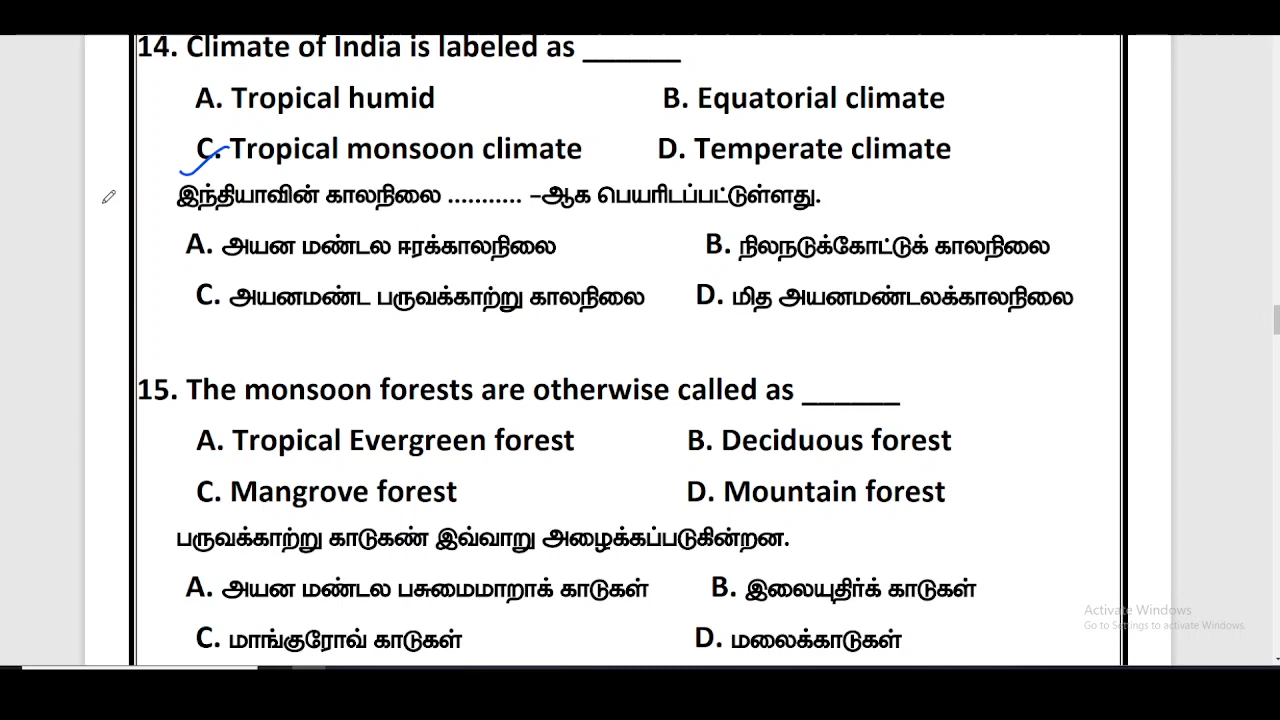 14. Climate of India is labeled as ______
A. Tropical humid B. Equatorial climate
C. Tropical monsoon climate D. Temperate climate
இந்தியாவின் காலநிலை ........... –ஆக பெயரிடப்பட்டுள்ளது.
A. அயன மண்டல ஈரக்காலநிலை B. நிலநடுக்கோட்டுக் காலநிலை
C. அயனமண்ட பருவக்காற்று காலநிலை D. மித அயனமண்டலக்காலநிலை
15. The monsoon forests are otherwise called as ______
A. Tropical Evergreen forest B. Deciduous forest
C. Mangrove forest D. Mountain forest
பருவக்காற்று காடுகண் இவ்வாறு அழைக்கப்படுகின்றன.
A. அயன மண்டல பசுமைமாறாக் காடுகள் B. இலையுதிர்க் காடுகள்
C. மாங்குரோவ் காடுகள் D. மலைக்காடுகள்
Activate Windows
Go to Settings to activate Windows.